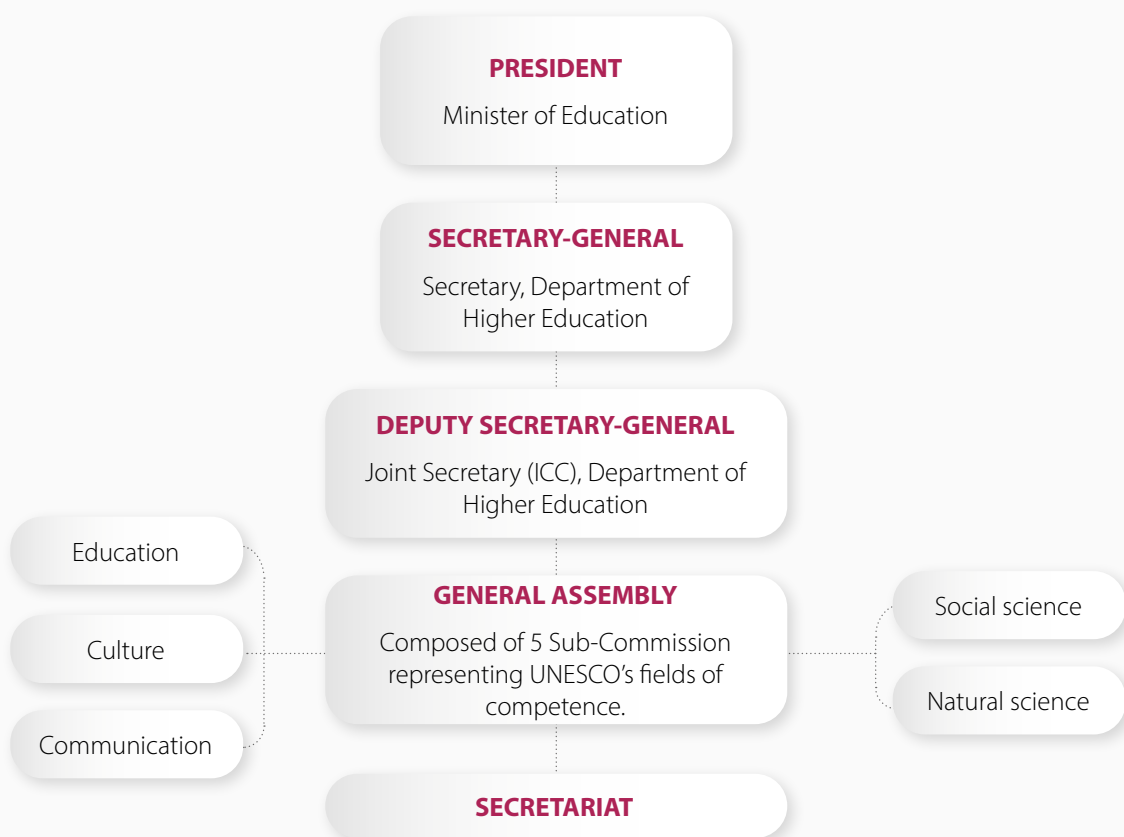 PRESIDENT
Minister of Education
SECRETARY-GENERAL
Secretary, Department of
Higher Education
DEPUTY SECRETARY-GENERAL
Joint Secretary (ICC), Department of
Higher Education
Education
Culture
Communication
GENERAL ASSEMBLY
Composed of 5 Sub-Commission
representing UNESCO’s fields of
competence.
Social science
Natural science
SECRETARIAT